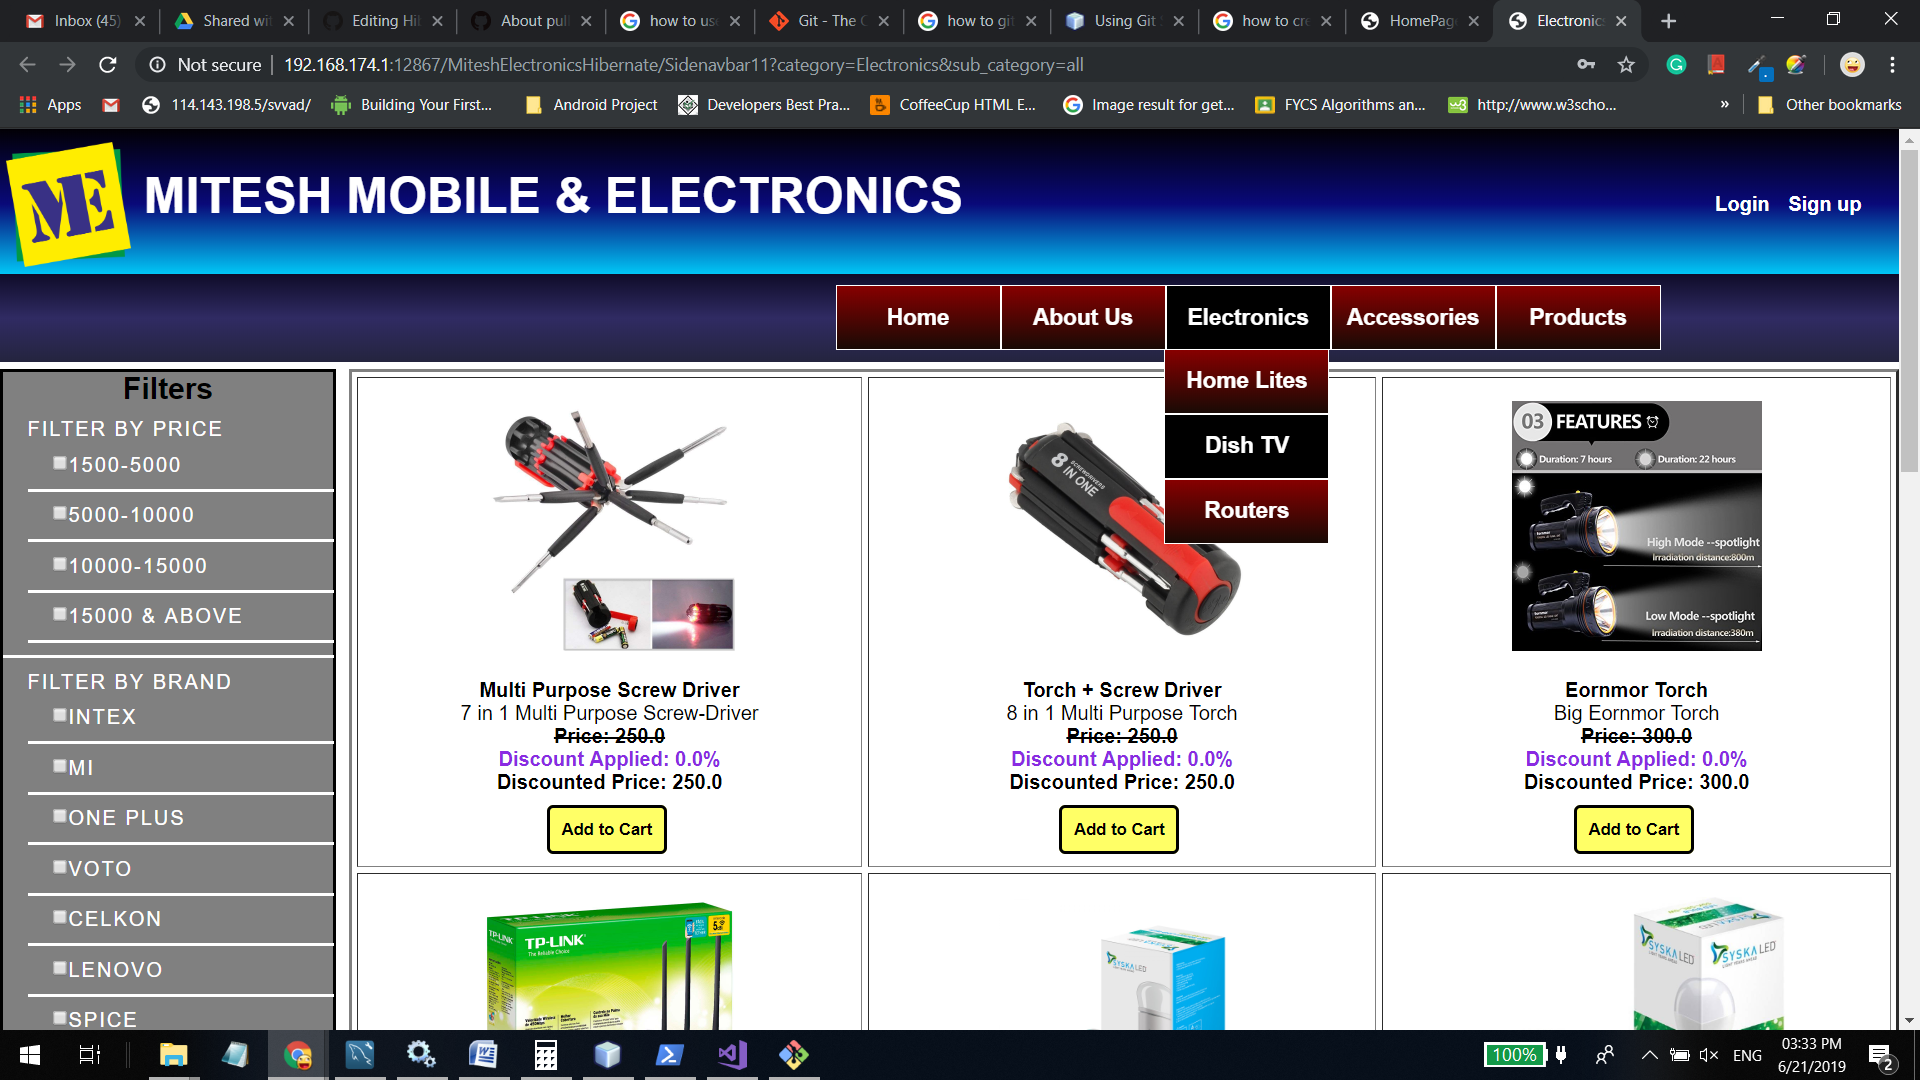 Inbox (45)
Shared wi
Editing Hi
About pul
how to us
Git - The
how to git
Using Git
how to cr
HomePag
Electronics
Not secure
192.168.174.1:12867/MiteshElectronicsHibernate/Sidenavbar11?category=Electronics&sub_category=all
Apps
114.143.198.5/svvad/
Building Your First...
Android Project
Developers Best Pra...
CoffeeCup HTML E...
Image result for get...
FYCS Algorithms an...
http://www.w3scho...
»
Other bookmarks
ME
MITESH MOBILE & ELECTRONICS
Login
Sign up
Home
About Us
Electronics
Accessories
Products
Home Lites
Dish TV
Routers
Filters
FILTER BY PRICE
1500-5000
5000-10000
10000-15000
15000 & ABOVE
FILTER BY BRAND
INTEX
MI
ONE PLUS
VOTO
CELKON
LENOVO
SPICE
Multi Purpose Screw Driver
7 in 1 Multi Purpose Screw-Driver
Price: 250.0
Discount Applied: 0.0%
Discounted Price: 250.0
Add to Cart
8 SCREWDRIVERS
IN ONE
Torch + Screw Driver
8 in 1 Multi Purpose Torch
Price: 250.0
Discount Applied: 0.0%
Discounted Price: 250.0
Add to Cart
03 FEATURES
Duration: 7 hours
Duration: 22 hours
High Mode --spotlight
Irradiation distance:800m
Low Mode --spotlight
Irradiation distance:380m
Eornmor Torch
Big Eornmor Torch
Price: 300.0
Discount Applied: 0.0%
Discounted Price: 300.0
Add to Cart
TP-LINK
TP-LINK
The Reliable Choice
SYSKA LED
SYSKA LED
SYSKA LED
100%
ENG
03:33 PM
6/21/2019
2